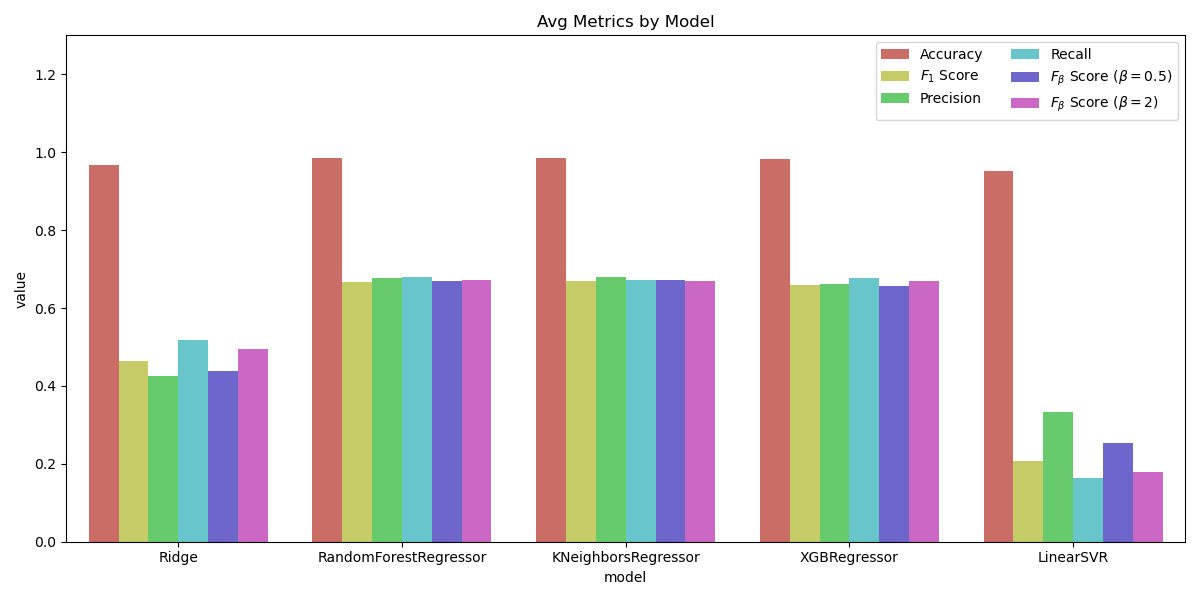 Avg Metrics by Model
Accuracy
F₁ Score
Precision
Recall
Fᵦ Score (β = 0.5)
Fᵦ Score (β = 2)
value
1.2
1.0
0.8
0.6
0.4
0.2
0.0
Ridge
RandomForestRegressor
KNeighborsRegressor
XGBRegressor
LinearSVR
model